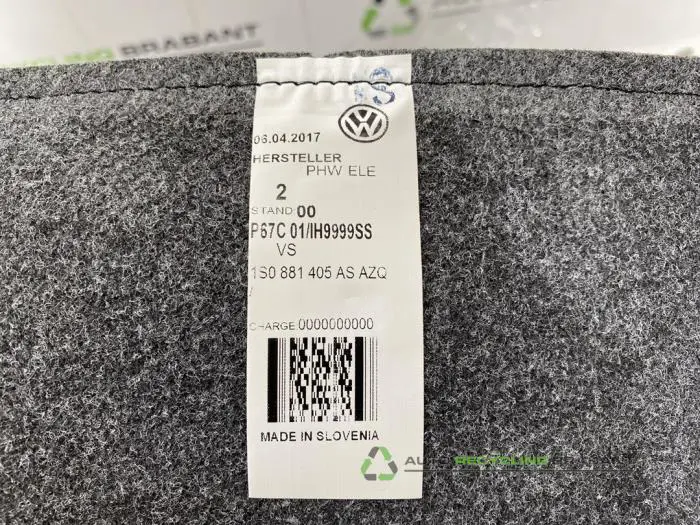 CYCLING BRABANT
06.04.2017
HERSTELLER
PHW ELE
2
STAND 00
P67C 01/IH9999SS
VS
1S0 881 405 AS AZQ
/
CHARGE 0000000000
MADE IN SLOVENIA
AUTO RECYCLING